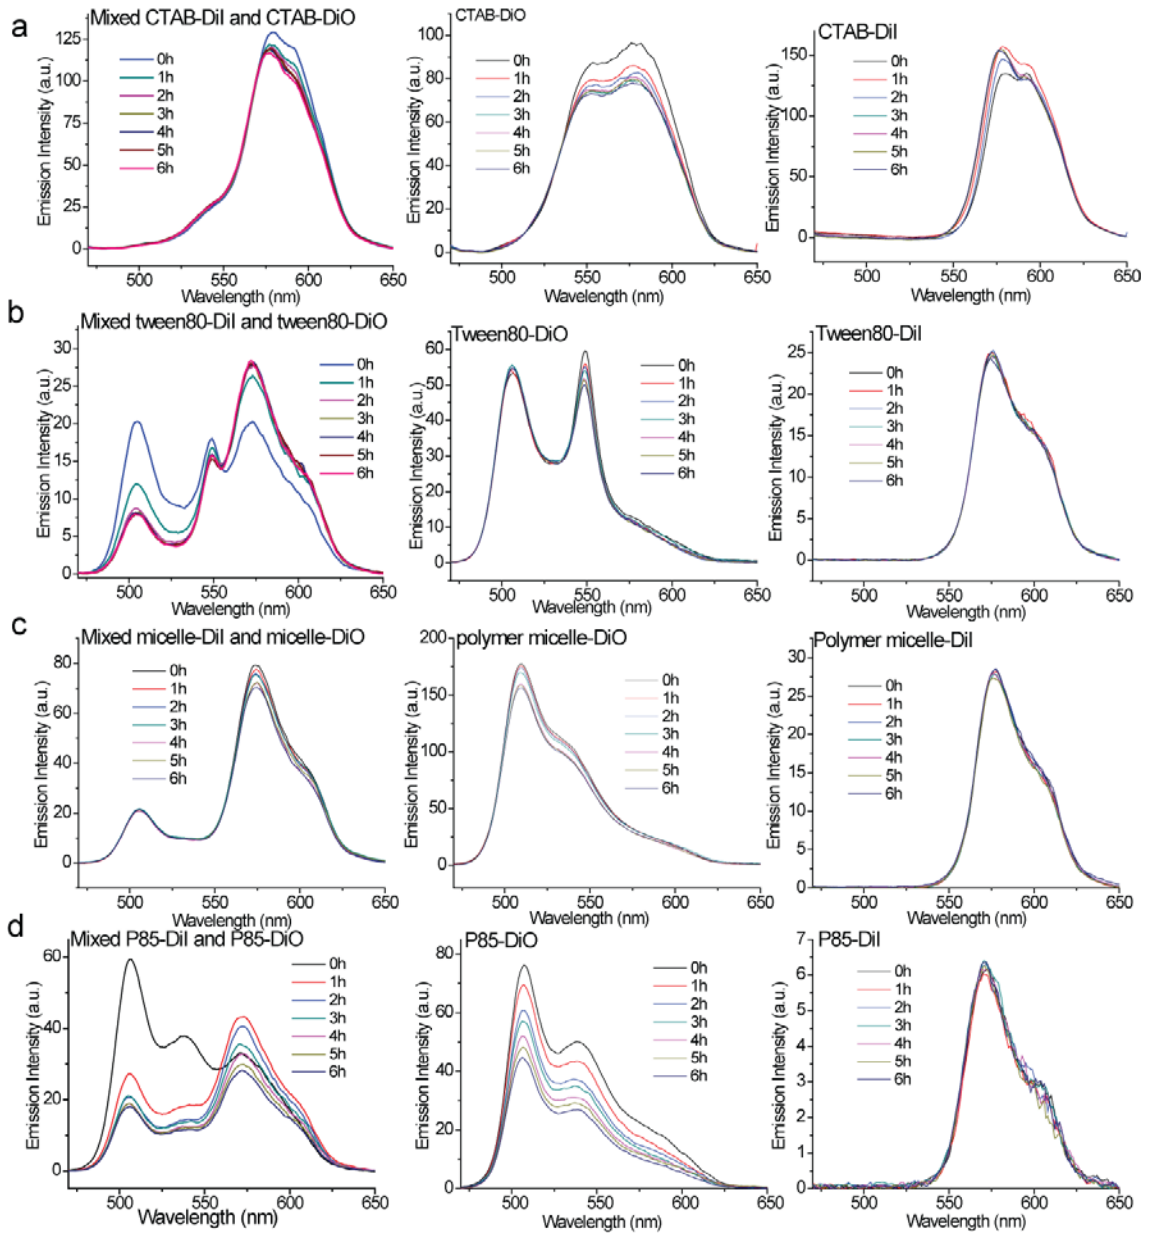 a
Mixed CTAB-DiI and CTAB-DiO
Emission Intensity (a.u.)
125
100
75
50
25
0
0h
1h
2h
3h
4h
5h
6h
500 550 600 650
Wavelength (nm)
CTAB-DiO
Emission Intensity (a.u.)
100
80
60
40
20
0
0h
1h
2h
3h
4h
5h
6h
500 550 600 650
Wavelength (nm)
CTAB-DiI
Emission Intensity (a.u.)
150
100
50
0
0h
1h
2h
3h
4h
5h
6h
500 550 600 650
Wavelength (nm)
b
Mixed tween80-DiI and tween80-DiO
Emission Intensity (a.u.)
30
25
20
15
10
5
0
0h
1h
2h
3h
4h
5h
6h
500 550 600 650
Wavelength (nm)
Tween80-DiO
Emission Intensity (a.u.)
60
50
40
30
20
10
0
0h
1h
2h
3h
4h
5h
6h
500 550 600 650
Wavelength (nm)
Tween80-DiI
Emission Intensity (a.u.)
25
20
15
10
5
0
0h
1h
2h
3h
4h
5h
6h
500 550 600 650
Wavelength (nm)
c
Mixed micelle-DiI and micelle-DiO
Emission Intensity (a.u.)
80
60
40
20
0
0h
1h
2h
3h
4h
5h
6h
500 550 600 650
Wavelength (nm)
polymer micelle-DiO
Emission Intensity (a.u.)
200
150
100
50
0
0h
1h
2h
3h
4h
5h
6h
500 550 600 650
Wavelength (nm)
Polymer micelle-DiI
Emission Intensity (a.u.)
30
25
20
15
10
5
0
0h
1h
2h
3h
4h
5h
6h
500 550 600 650
Wavelength (nm)
d
Mixed P85-DiI and P85-DiO
Emission Intensity (a.u.)
60
40
20
0
0h
1h
2h
3h
4h
5h
6h
500 550 600 650
Wavelength (nm)
P85-DiO
Emission Intensity (a.u.)
80
60
40
20
0
0h
1h
2h
3h
4h
5h
6h
500 550 600 650
Wavelength (nm)
P85-DiI
Emission Intensity (a.u.)
7
6
5
4
3
2
1
0
0h
1h
2h
3h
4h
5h
6h
500 550 600 650
Wavelength (nm)